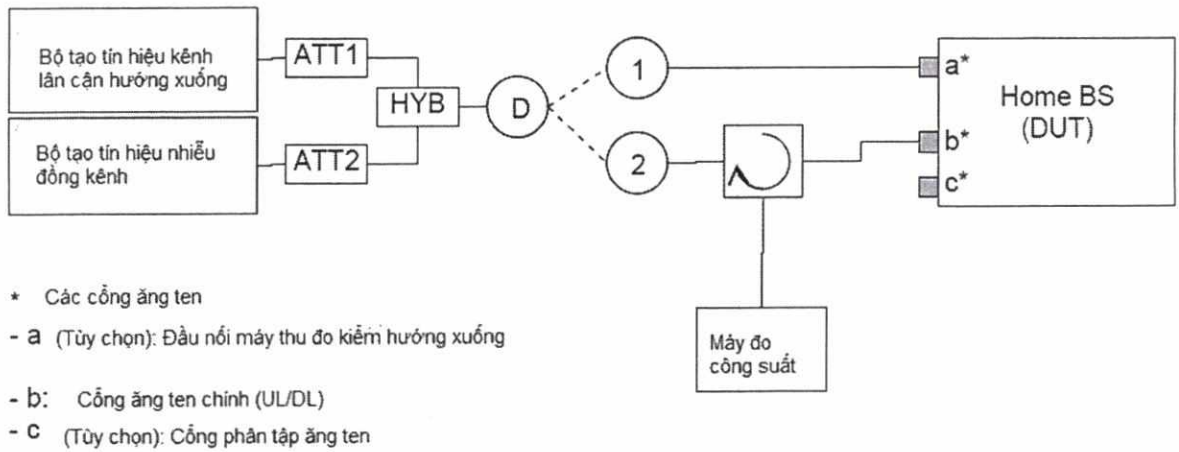 Bộ tạo tín hiệu kênh
lân cận hướng xuống
ATT1
HYB
D
1
2
a*
Home BS
(DUT)
b*
c*
Bộ tạo tín hiệu nhiễu
đồng kênh
ATT2
* Các cổng ăng ten
- a (Tùy chọn): Đầu nối máy thu đo kiểm hướng xuống
Máy đo
công suất
- b: Cổng ăng ten chính (UL/DL)
- c (Tùy chọn): Cổng phân tập ăng ten